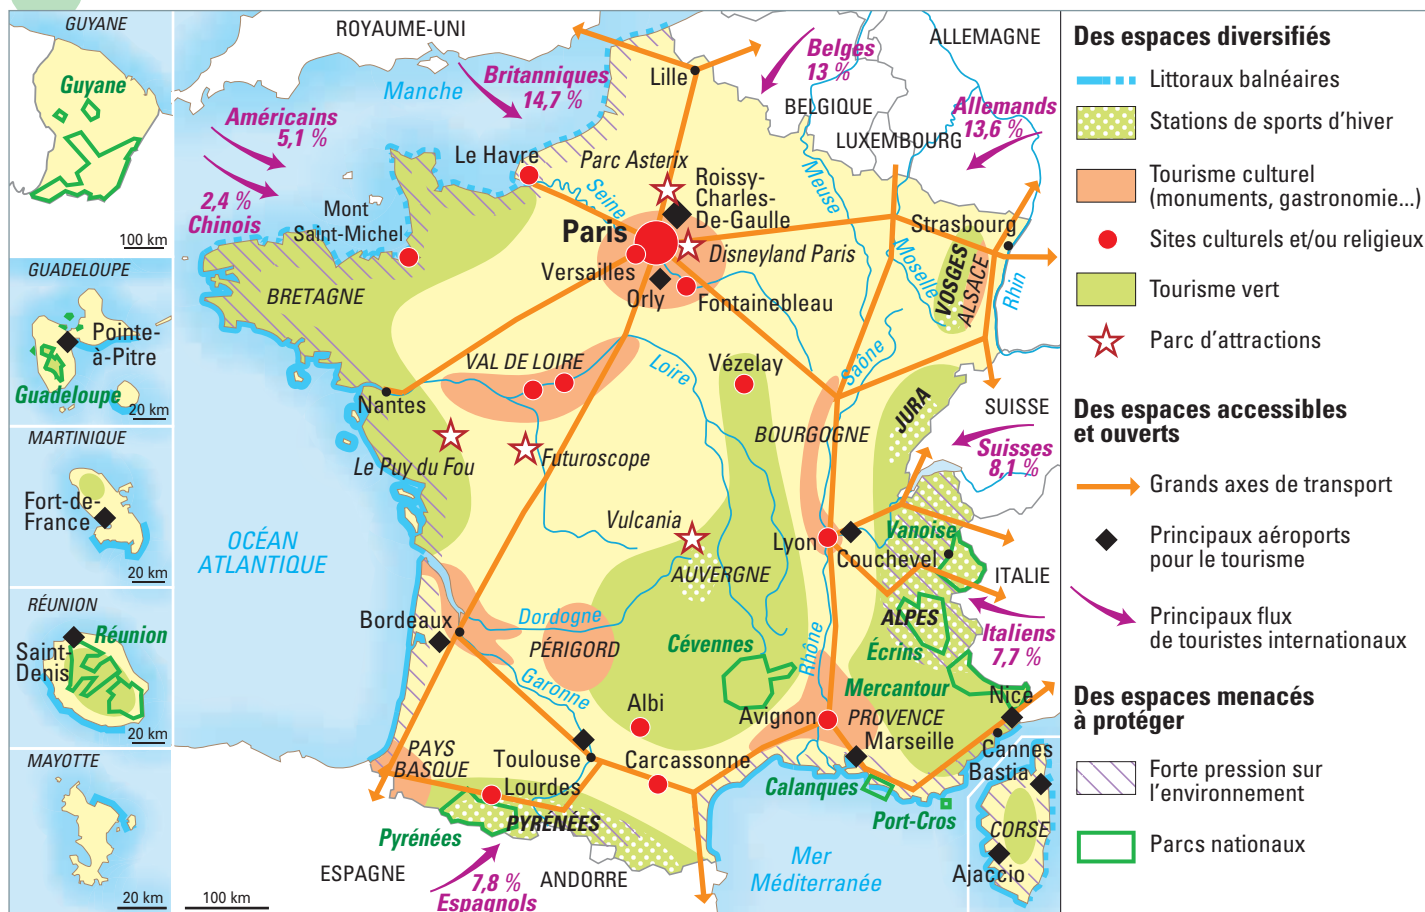 GUYANE
Guyane
100 km
GUADELOUPE
Pointe-
à-Pitre
Guadeloupe
20 km
MARTINIQUE
Fort-de-
France
20 km
RÉUNION
Réunion
Saint-
Denis
20 km
MAYOTTE
20 km
ROYAUME-UNI
Manche
Britanniques
14,7 %
Américains
5,1 %
2,4 %
Chinois
Belges
13 %
ALLEMAGNE
BELGIQUE
Allemands
13,6 %
LUXEMBOURG
Lille
Le Havre
Parc Asterix
Roissy-
Charles-
De-Gaulle
Seine
Meuse
Mont
Saint-Michel
Paris
Versailles
Disneyland Paris
Orly
Fontainebleau
Strasbourg
Moselle
VOSGES
ALSACE
Rhin
BRETAGNE
VAL DE LOIRE
Loire
Vézelay
Saône
Nantes
Le Puy du Fou
Futuroscope
BOURGOGNE
JURA
SUISSE
Suisses
8,1 %
Vulcania
Lyon
Vanoise
Couchevel
AUVERGNE
ITALIE
OCÉAN
ATLANTIQUE
Bordeaux
Dordogne
PÉRIGORD
Cévennes
Rhône
ALPES
Écrins
Italiens
7,7 %
Garonne
Mercantour
Nice
Albi
Avignon
PROVENCE
Marseille
Cannes
Bastia
PAYS
BASQUE
Toulouse
Lourdes
Carcassonne
Calanques
Port-Cros
Pyrénées
PYRÉNÉES
CORSE
Ajaccio
ESPAGNE
7,8 %
Espagnols
ANDORRE
Mer
Méditerranée
100 km
Des espaces diversifiés
Littoraux balnéaires
Stations de sports d’hiver
Tourisme culturel
(monuments, gastronomie...)
Sites culturels et/ou religieux
Tourisme vert
Parc d’attractions
Des espaces accessibles
et ouverts
Grands axes de transport
Principaux aéroports
pour le tourisme
Principaux flux
de touristes internationaux
Des espaces menacés
à protéger
Forte pression sur
l’environnement
Parcs nationaux